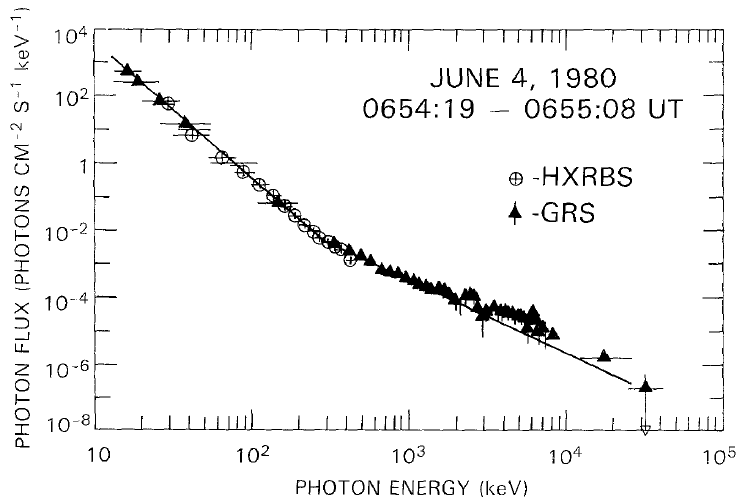 PHOTON FLUX (PHOTONS CM⁻² S⁻¹ keV⁻¹)
10⁴
10²
1
10⁻²
10⁻⁴
10⁻⁶
10⁻⁸
JUNE 4, 1980
0654:19 – 0655:08 UT
-HXRBS
-GRS
10 10² 10³ 10⁴ 10⁵
PHOTON ENERGY (keV)